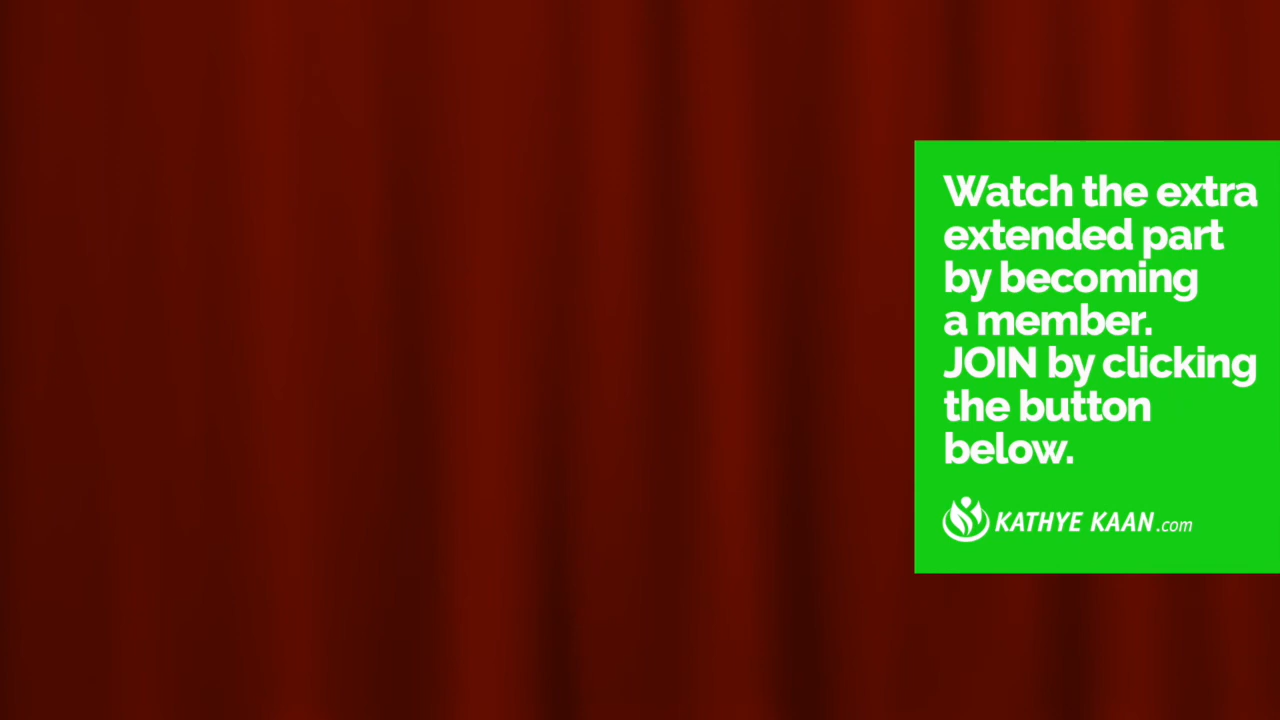 Watch the extra
extended part
by becoming
a member.
JOIN by clicking
the button
below.
KATHYE KAAN.com